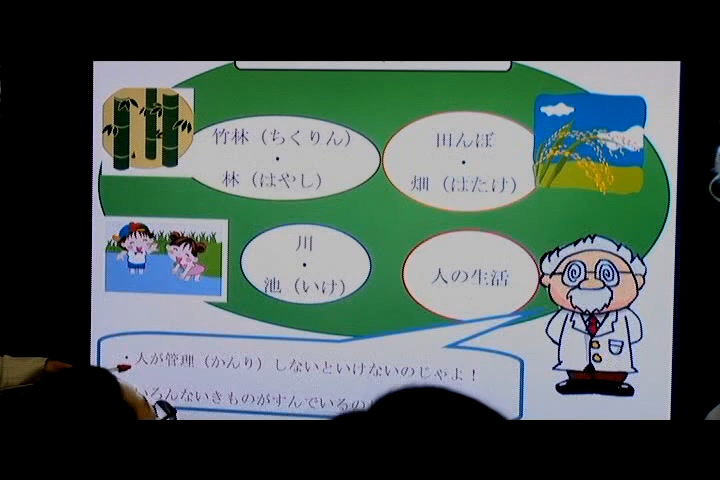 竹林（ちくりん）
・
林（はやし）
田んぼ
・
畑（はたけ）
川
・
池（いけ）
人の生活
・人が管理（かんり）しないといけないのじゃよ！
いろんないきものがすんでいるの